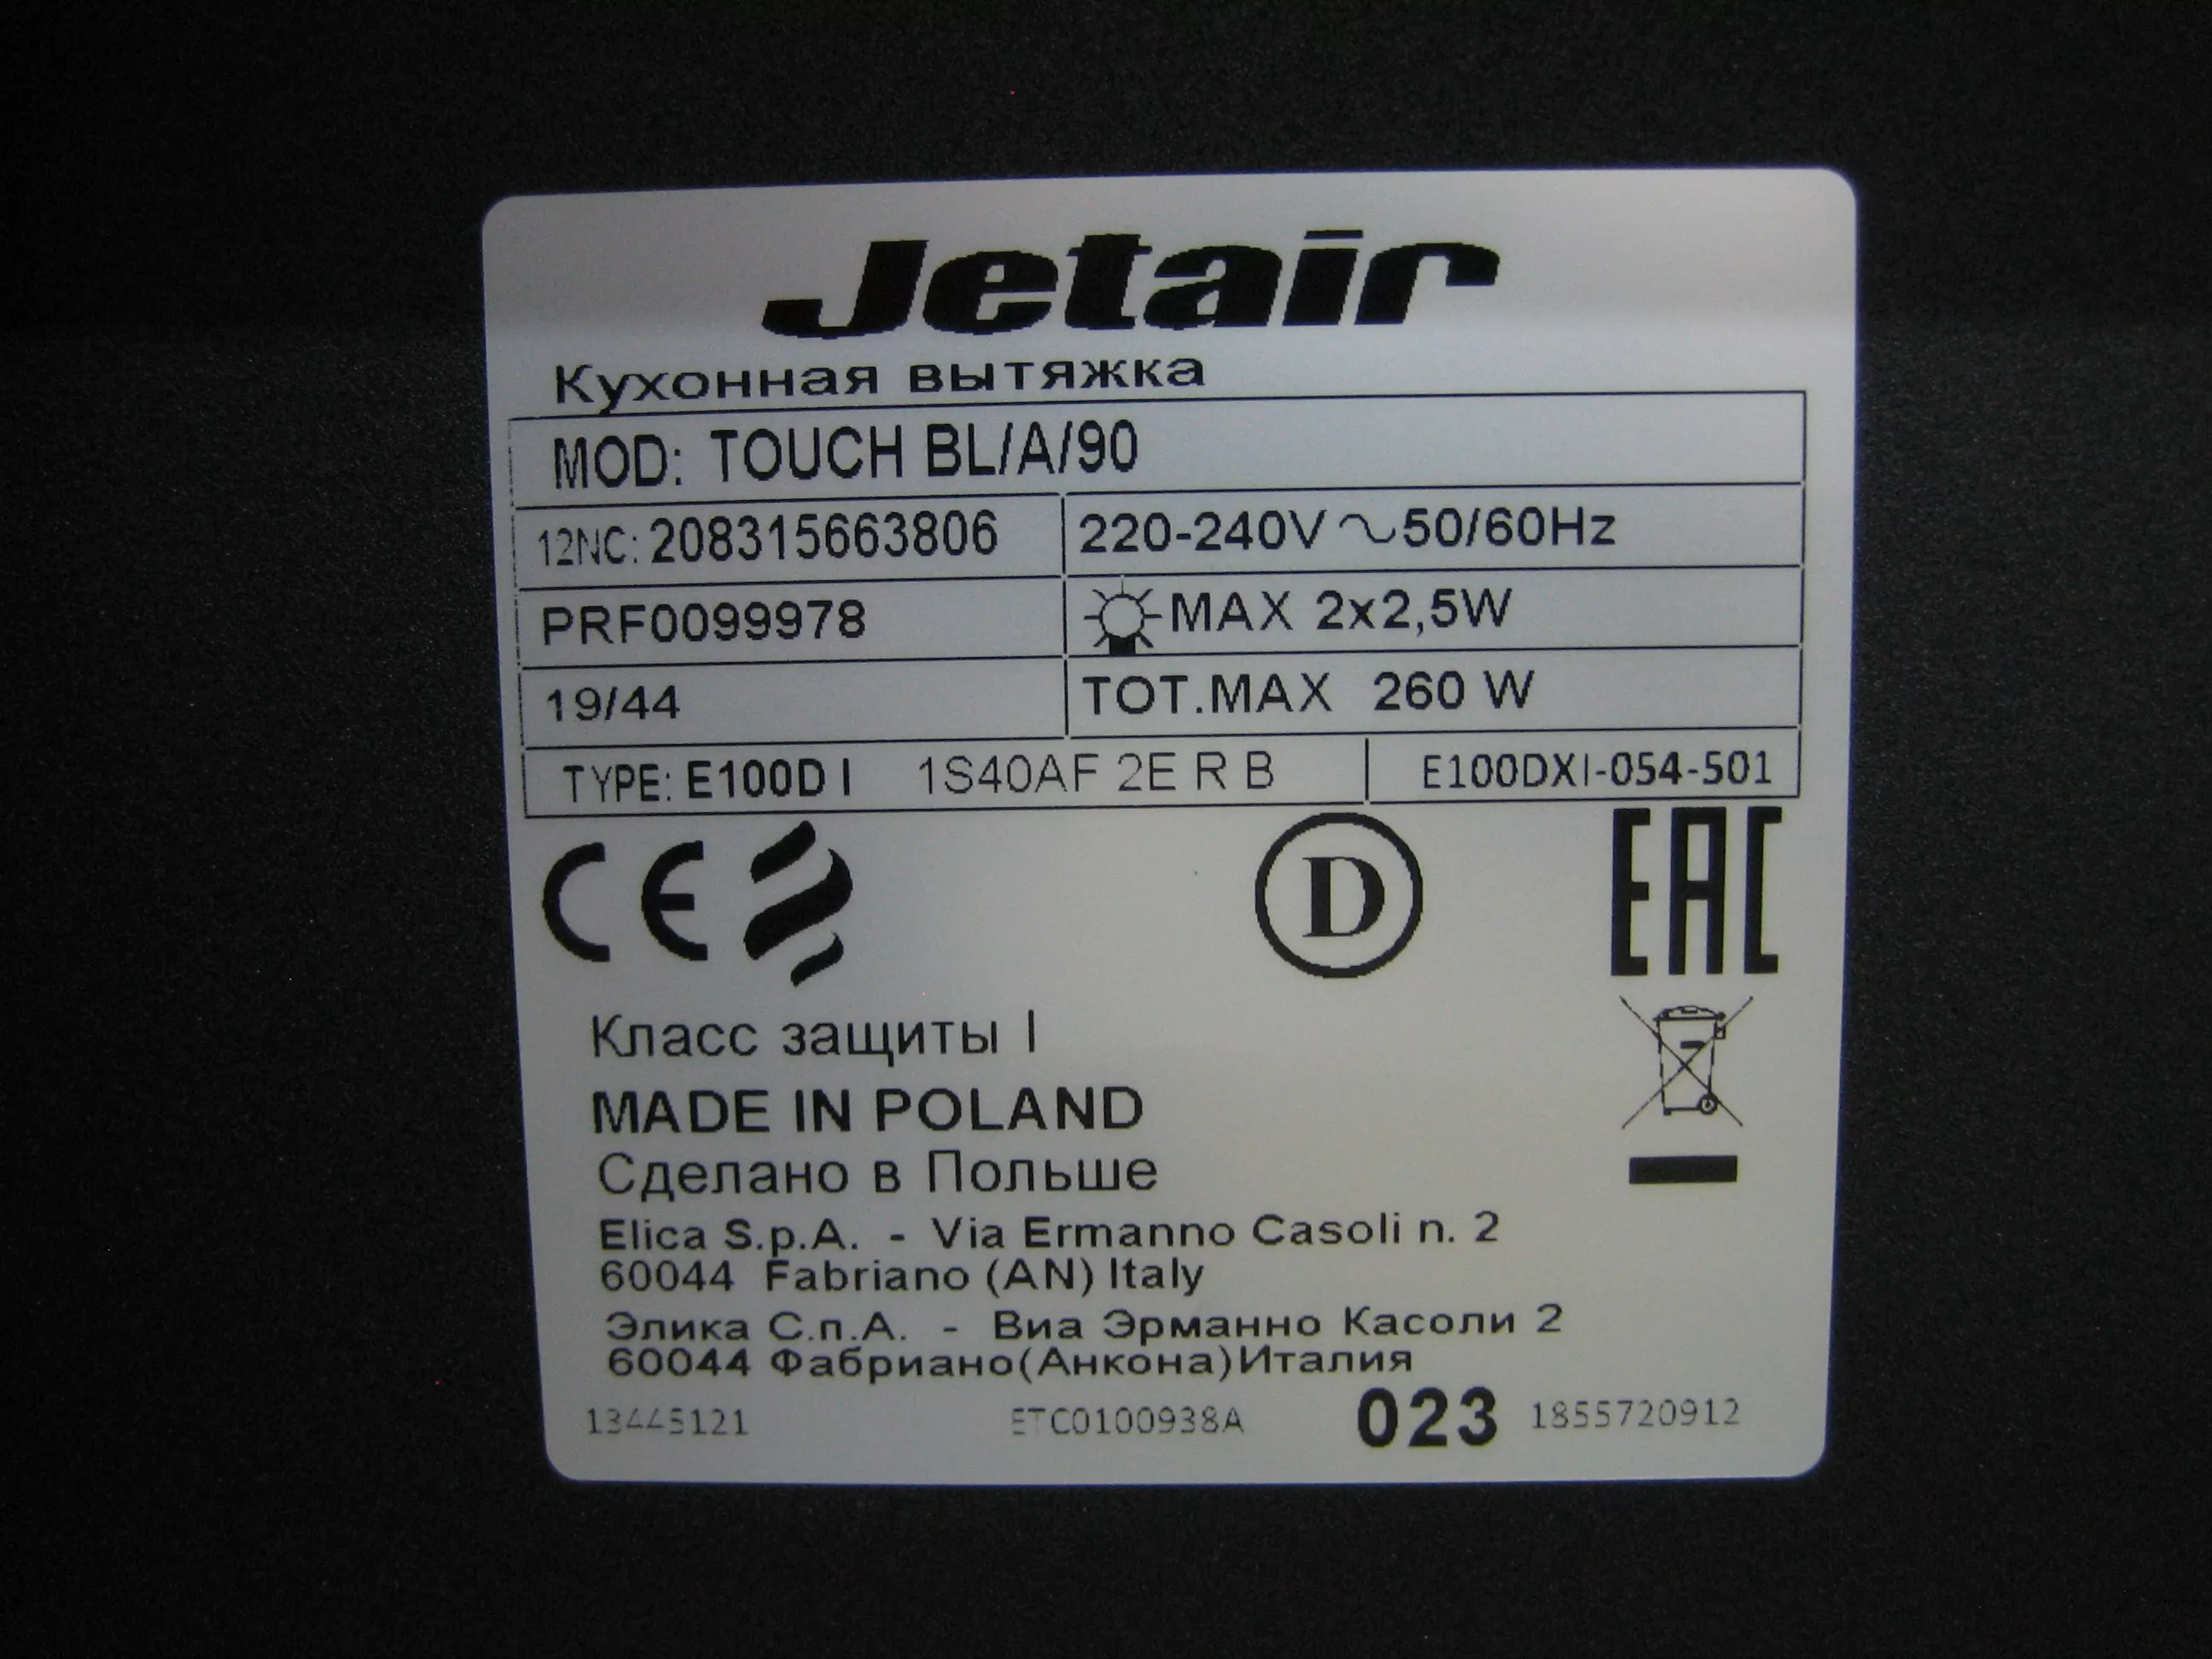 Jetair
Кухонная вытяжка
MOD: TOUCH BL/A/90
12NC: 208315663806 220-240V ~ 50/60Hz
PRF0099978 MAX 2x2,5W
19/44 TOT.MAX 260 W
TYPE: E100D I 1S40AF 2E R B E100DXI-054-501
CE D EAC
Класс защиты I
MADE IN POLAND
Сделано в Польше
Elica S.p.A. - Via Ermanno Casoli n. 2
60044 Fabriano (AN) Italy
Элика С.п.А. - Виа Эрманно Касоли 2
60044 Фабриано(Анкона)Италия
13445121 ETC0100938A 023 1855720912